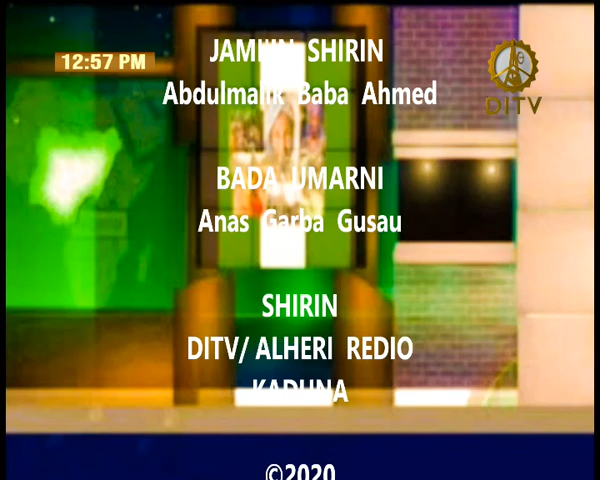 12:57 PM
JAMIIN SHIRIN
Abdulmalik Baba Ahmed
DITV
BADA UMARNI
Anas Garba Gusau
SHIRIN
DITV/ ALHERI REDIO
KADUNA
©2020